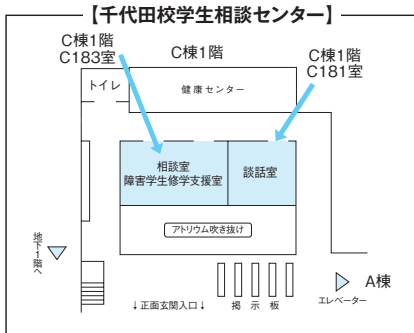 【千代田校学生相談センター】
C棟1階
C183室
C棟1階
C棟1階
C181室
トイレ
健康センター
相談室
障害学生修学支援室
談話室
アトリウム吹き抜け
地下1階へ
A棟
エレベーター
↓正面玄関入口↓
掲示板